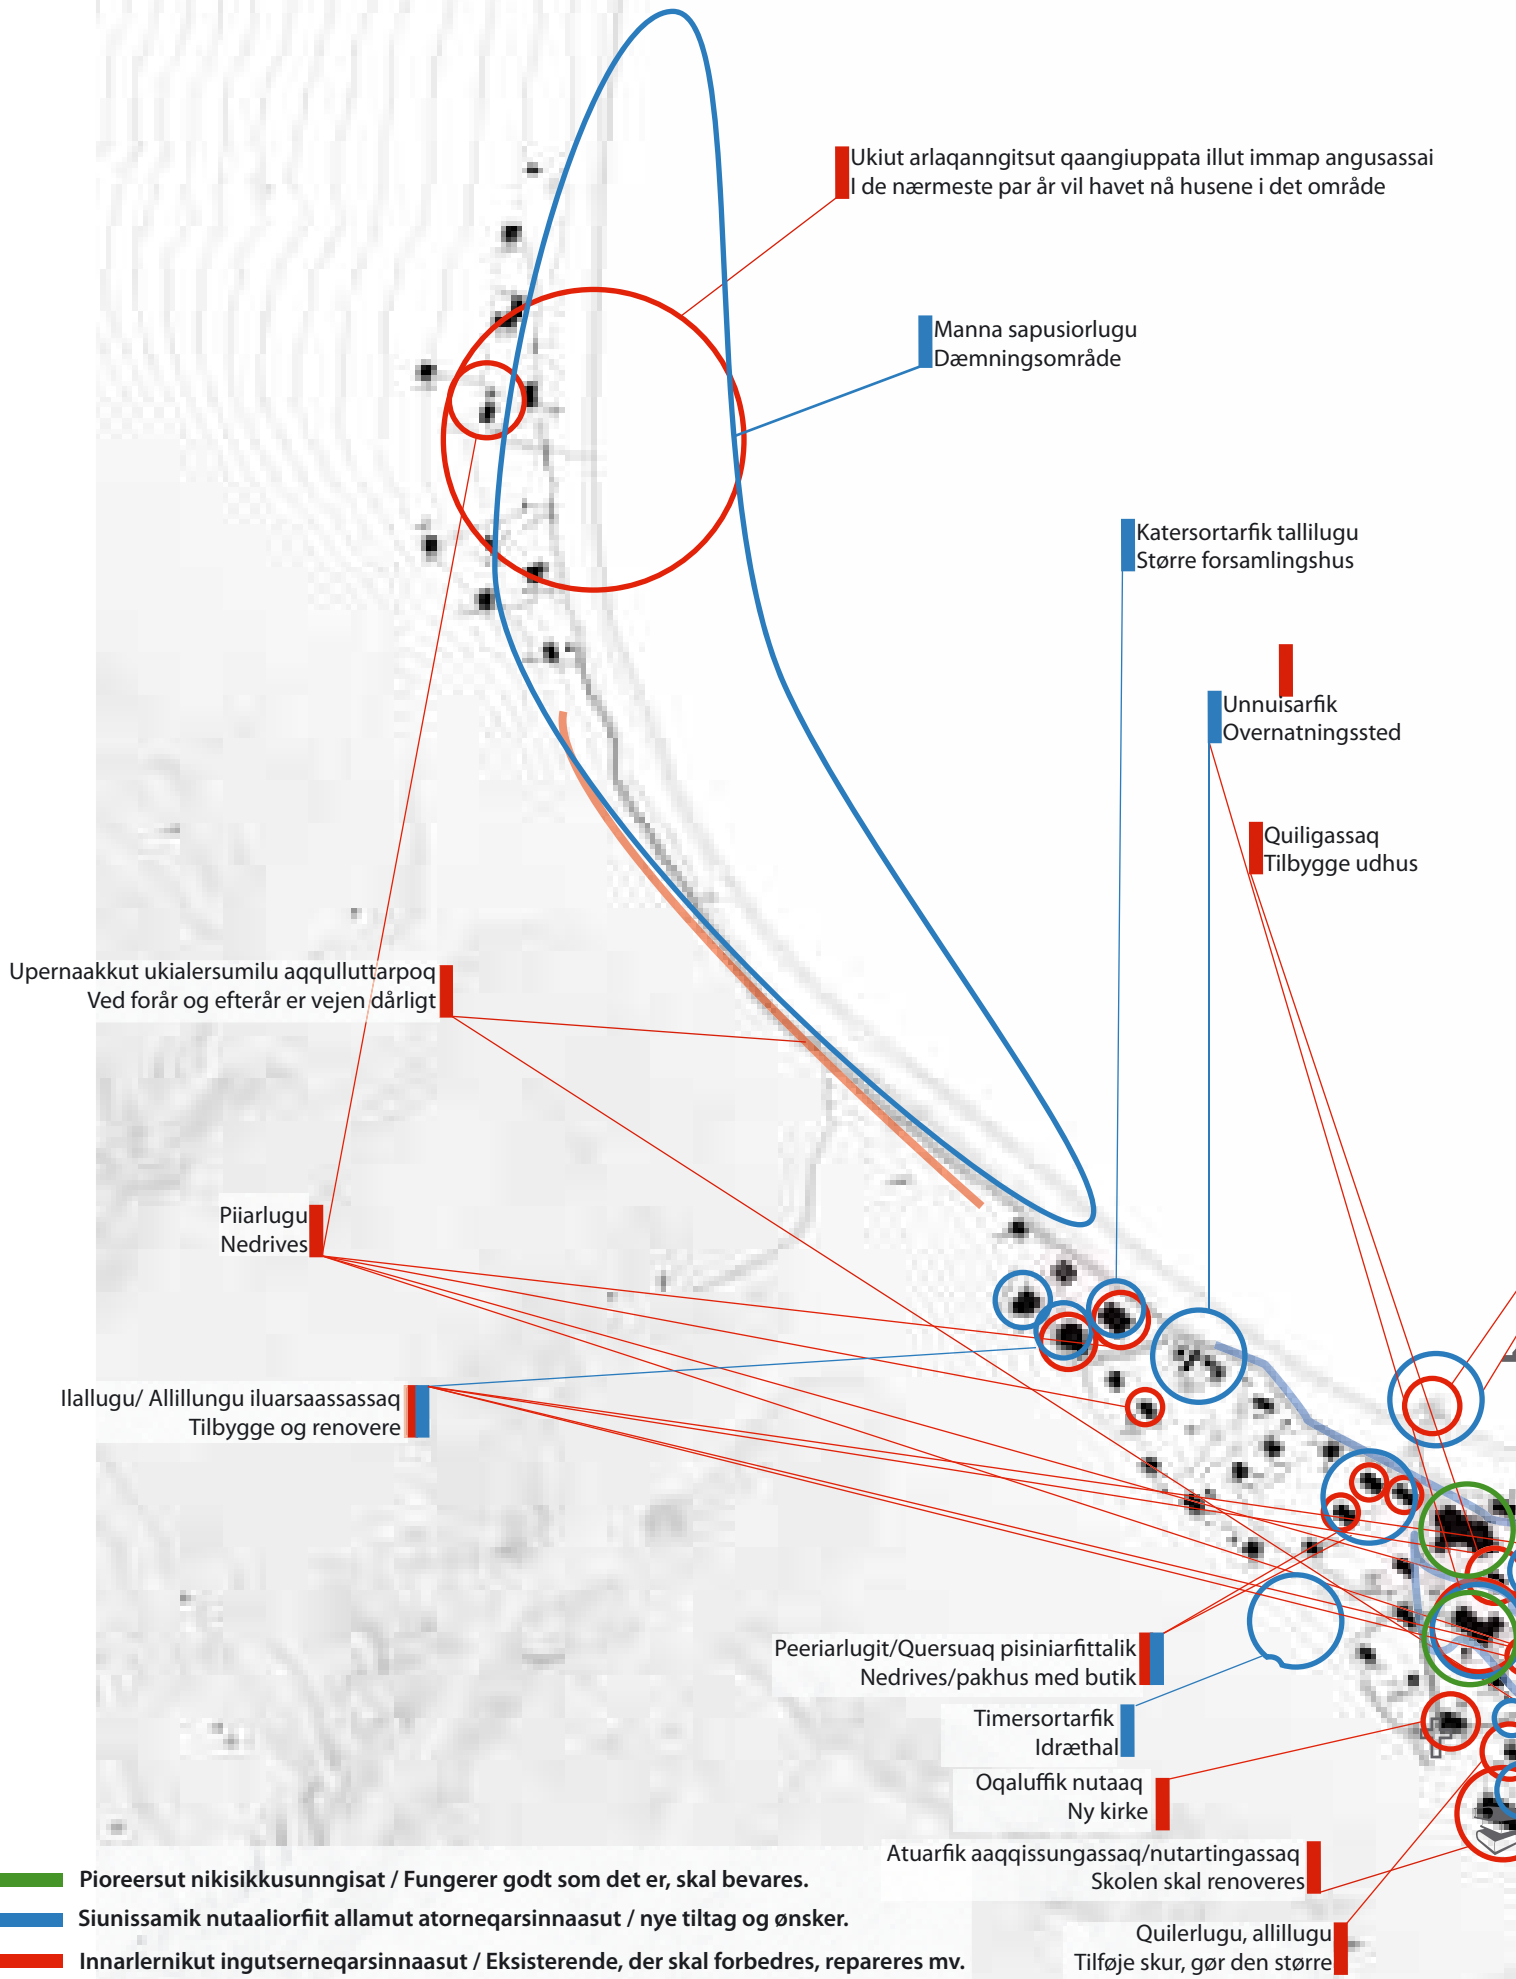 Ukiut arlaqanngitsut qaangiuppata illut immap angusassai
I de nærmeste par år vil havet nå husene i det område
Manna sapusiorlugu
Dæmningsområde
Katersortarfik tallilugu
Større forsamlingshus
Unnuisarfik
Overnatningssted
Quiligassaq
Tilbygge udhus
Upernaakkut ukialersumilu aqqulluttarpoq
Ved forår og efterår er vejen dårligt
Piiarlugu
Nedrives
Ilallugu/ Allillungu iluarsaassassaq
Tilbygge og renovere
Peeriarlugit/Quersuaq pisiniarfittalik
Nedrives/pakhus med butik
Timersortarfik
Idræthal
Oqaluffik nutaaq
Ny kirke
Atuarfik aaqqissungassaq/nutartingassaq
Skolen skal renoveres
Quilerlugu, allillugu
Tilføje skur, gør den større
Pioreersut nikisikkusunngisat / Fungerer godt som det er, skal bevares.
Siunissamik nutaaliorfiit allamut atorneqarsinnaasut / nye tiltag og ønsker.
Innarlernikut ingutserneqarsinnaasut / Eksisterende, der skal forbedres, repareres mv.